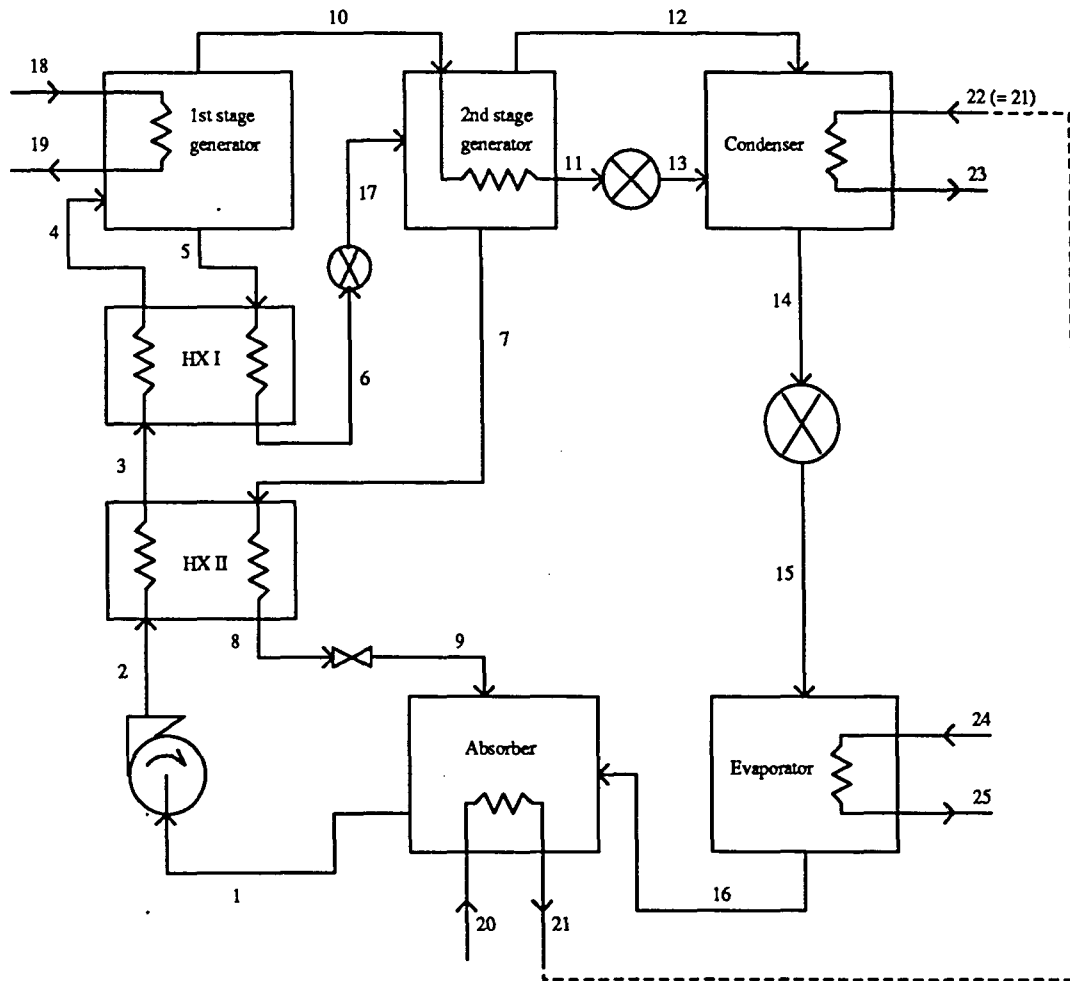 10
12
18
1st stage
generator
2nd stage
generator
Condenser
22 (= 21)
19
17
11
13
23
4
5
14
HX I
7
6
3
HX II
15
8
9
2
24
Absorber
Evaporator
25
1
16
20
21